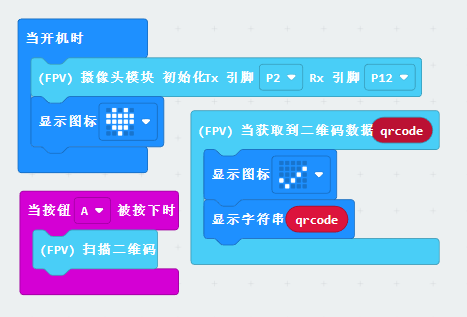 当开机时
(FPV) 摄像头模块 初始化Tx 引脚 P2 Rx 引脚 P12
显示图标
(FPV) 当获取到二维码数据 qrcode
显示图标
显示字符串 qrcode
当按钮 A 被按下时
(FPV) 扫描二维码